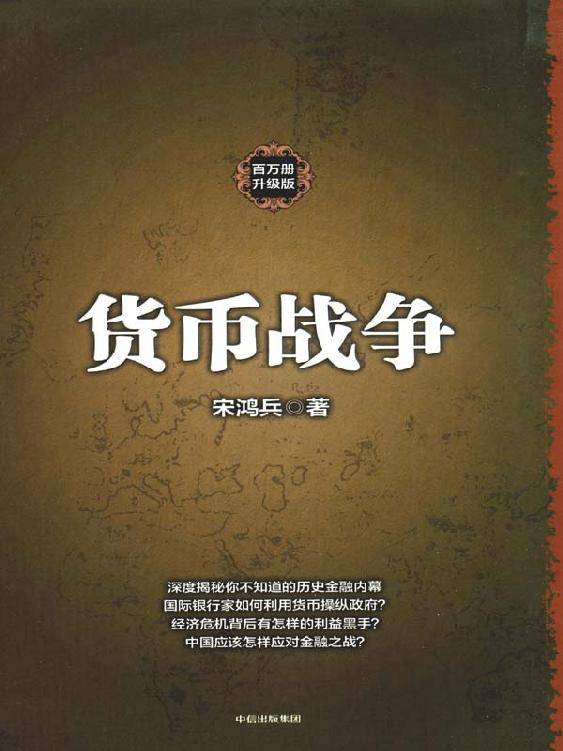 百万册
升级版
货币战争
宋鸿兵◎著
深度揭秘你不知道的历史金融内幕
国际银行家如何利用货币操纵政府?
经济危机背后有怎样的利益黑手?
中国应该怎样应对金融之战?
中信出版集团